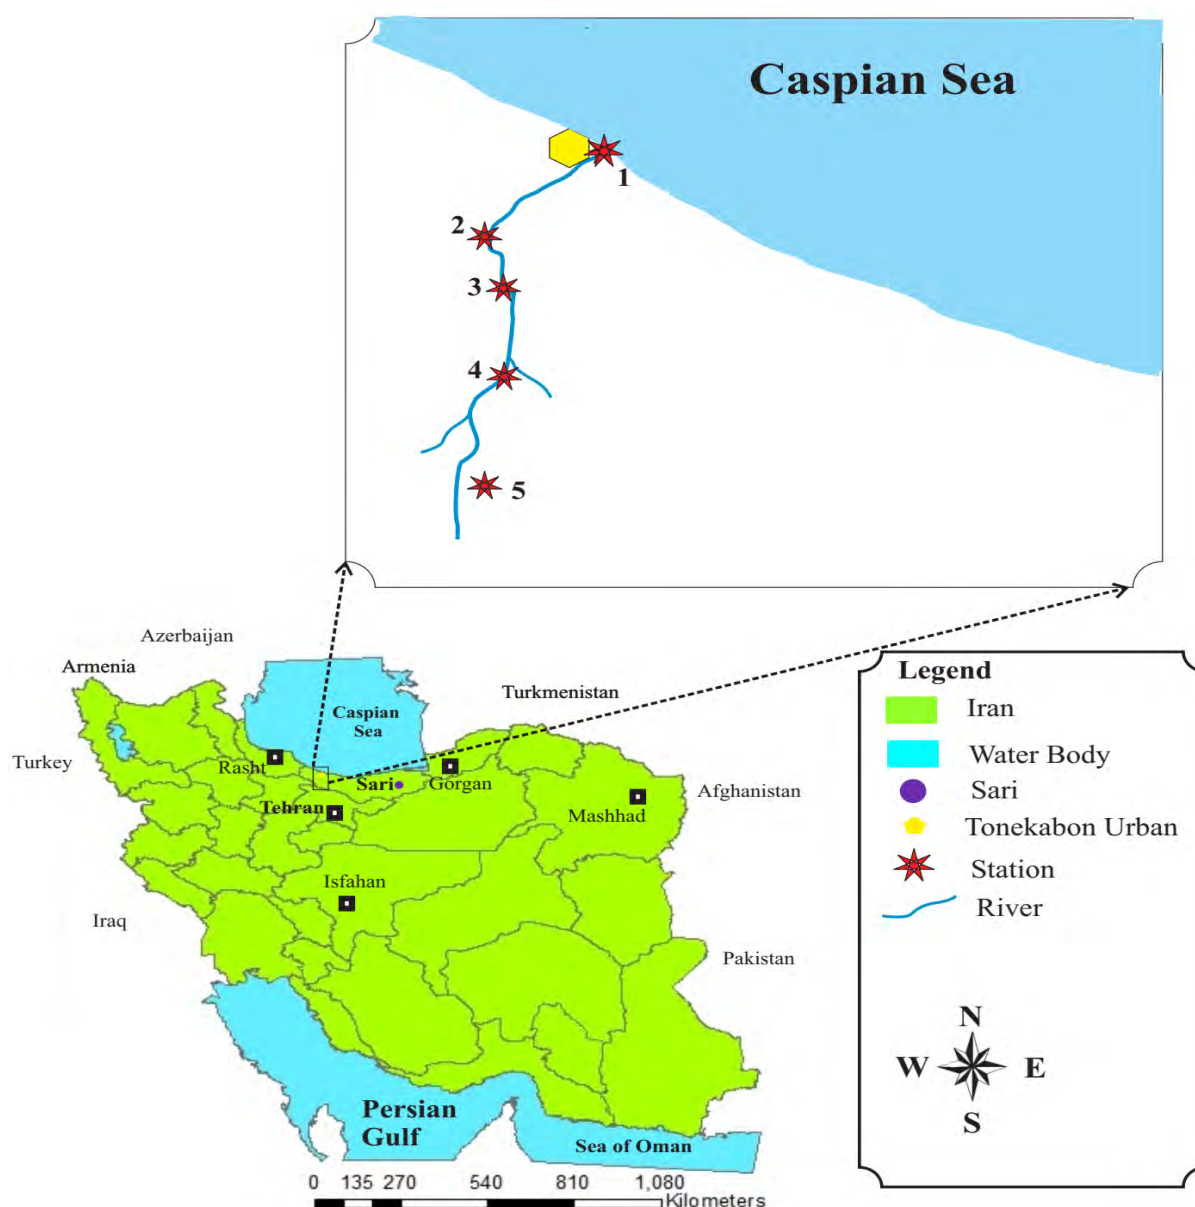 Caspian Sea
1
2
3
4
5
Azerbaijan
Armenia
Turkmenistan
Caspian
Sea
Turkey
Rasht
Sari
Gorgan
Afghanistan
Tehran
Mashhad
Isfahan
Iraq
Pakistan
Persian
Gulf
Sea of Oman
0 135 270 540 810 1,080
Kilometers
Legend
Iran
Water Body
Sari
Tonekabon Urban
Station
River
N
W E
S